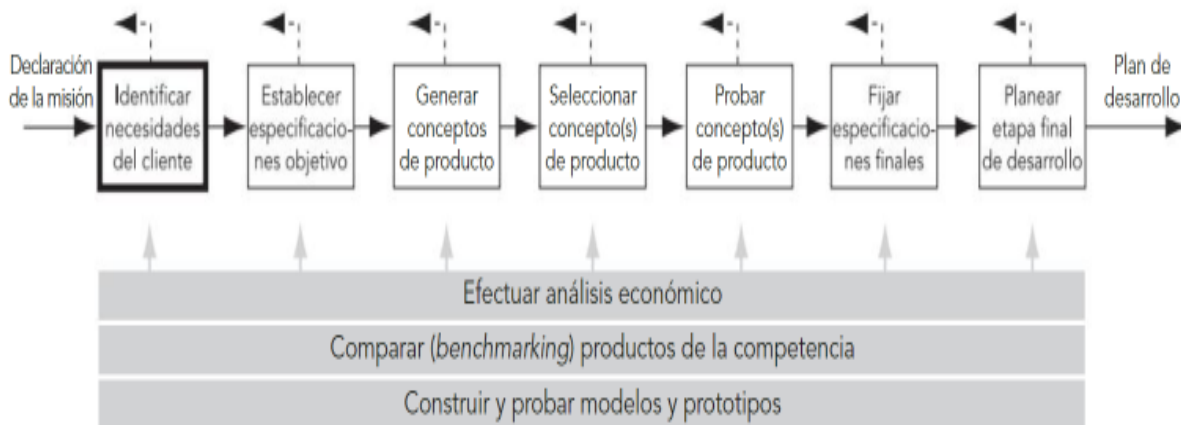 Declaración
de la misión
Identificar
necesidades
del cliente
Establecer
especificacio-
nes objetivo
Generar
conceptos
de producto
Seleccionar
concepto(s)
de producto
Probar
concepto(s)
de producto
Fijar
especificacio-
nes finales
Planear
etapa final
de desarrollo
Plan de
desarrollo
Efectuar análisis económico
Comparar (benchmarking) productos de la competencia
Construir y probar modelos y prototipos